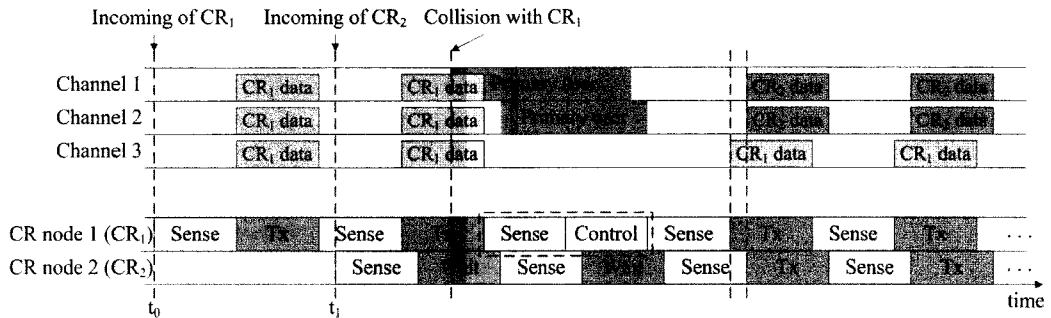 Incoming of CR₁ Incoming of CR₂ Collision with CR₁
Channel 1 CR₁ data CR₁ data CR₂ data CR₂ data
Channel 2 CR₁ data CR₁ data Primary user CR₂ data CR₂ data
Channel 3 CR₁ data CR₁ data CR₁ data CR₁ data
CR node 1 (CR₁) Sense Tx Sense Sense Control Sense Tx Sense Tx ...
CR node 2 (CR₂) Sense Wait Sense Wait Sense Tx Sense Tx ...
t₀ t₁ time